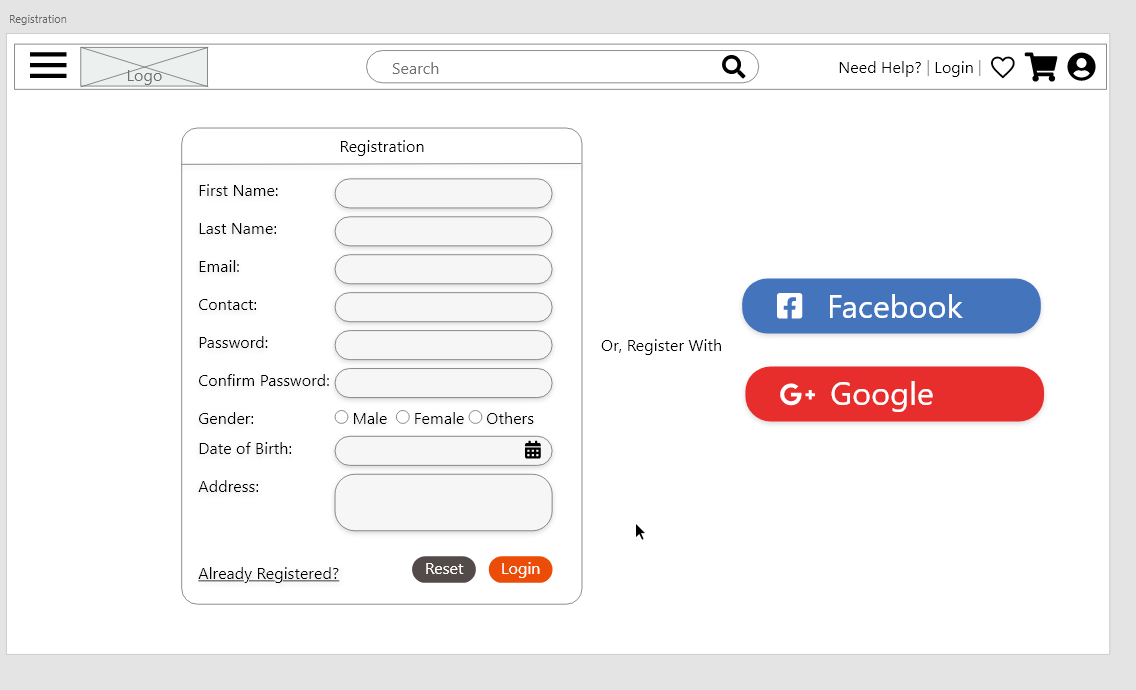 Registration
Logo
Search
Need Help? | Login |
Registration
First Name:
Last Name:
Email:
Contact:
Password:
Confirm Password:
Gender: Male Female Others
Date of Birth:
Address:
Already Registered? Reset Login
Or, Register With
Facebook
G+ Google